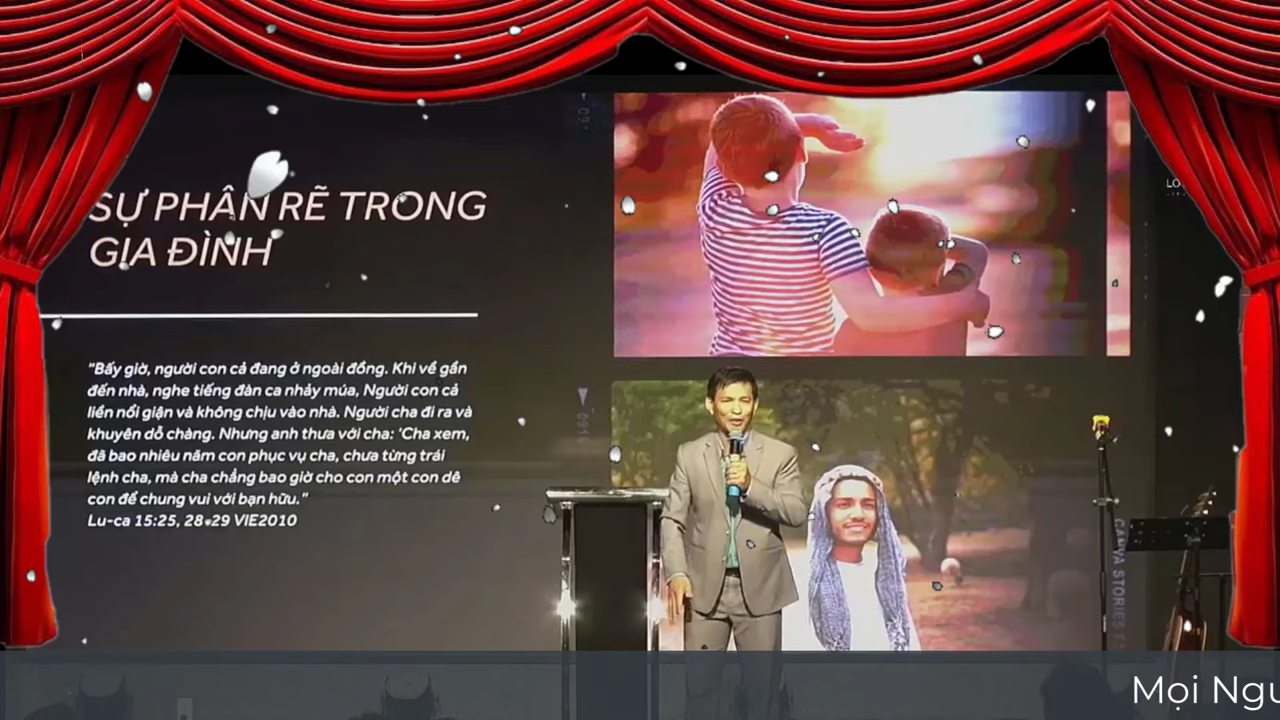 SỰ PHÂN RẼ TRONG
GIA ĐÌNH
"Bấy giờ, người con cả đang ở ngoài đồng. Khi về gần
đến nhà, nghe tiếng đàn ca nhảy múa, Người con cả
liền nổi giận và không chịu vào nhà. Người cha đi ra và
khuyên dỗ chàng. Nhưng anh thưa với cha: 'Cha xem,
đã bao nhiêu năm con phục vụ cha, chưa từng trái
lệnh cha, mà cha chẳng bao giờ cho con một con dê
con để chung vui với bạn hữu."
Lu-ca 15:25, 28-29 VIE2010
CANVA STORIES
Mọi